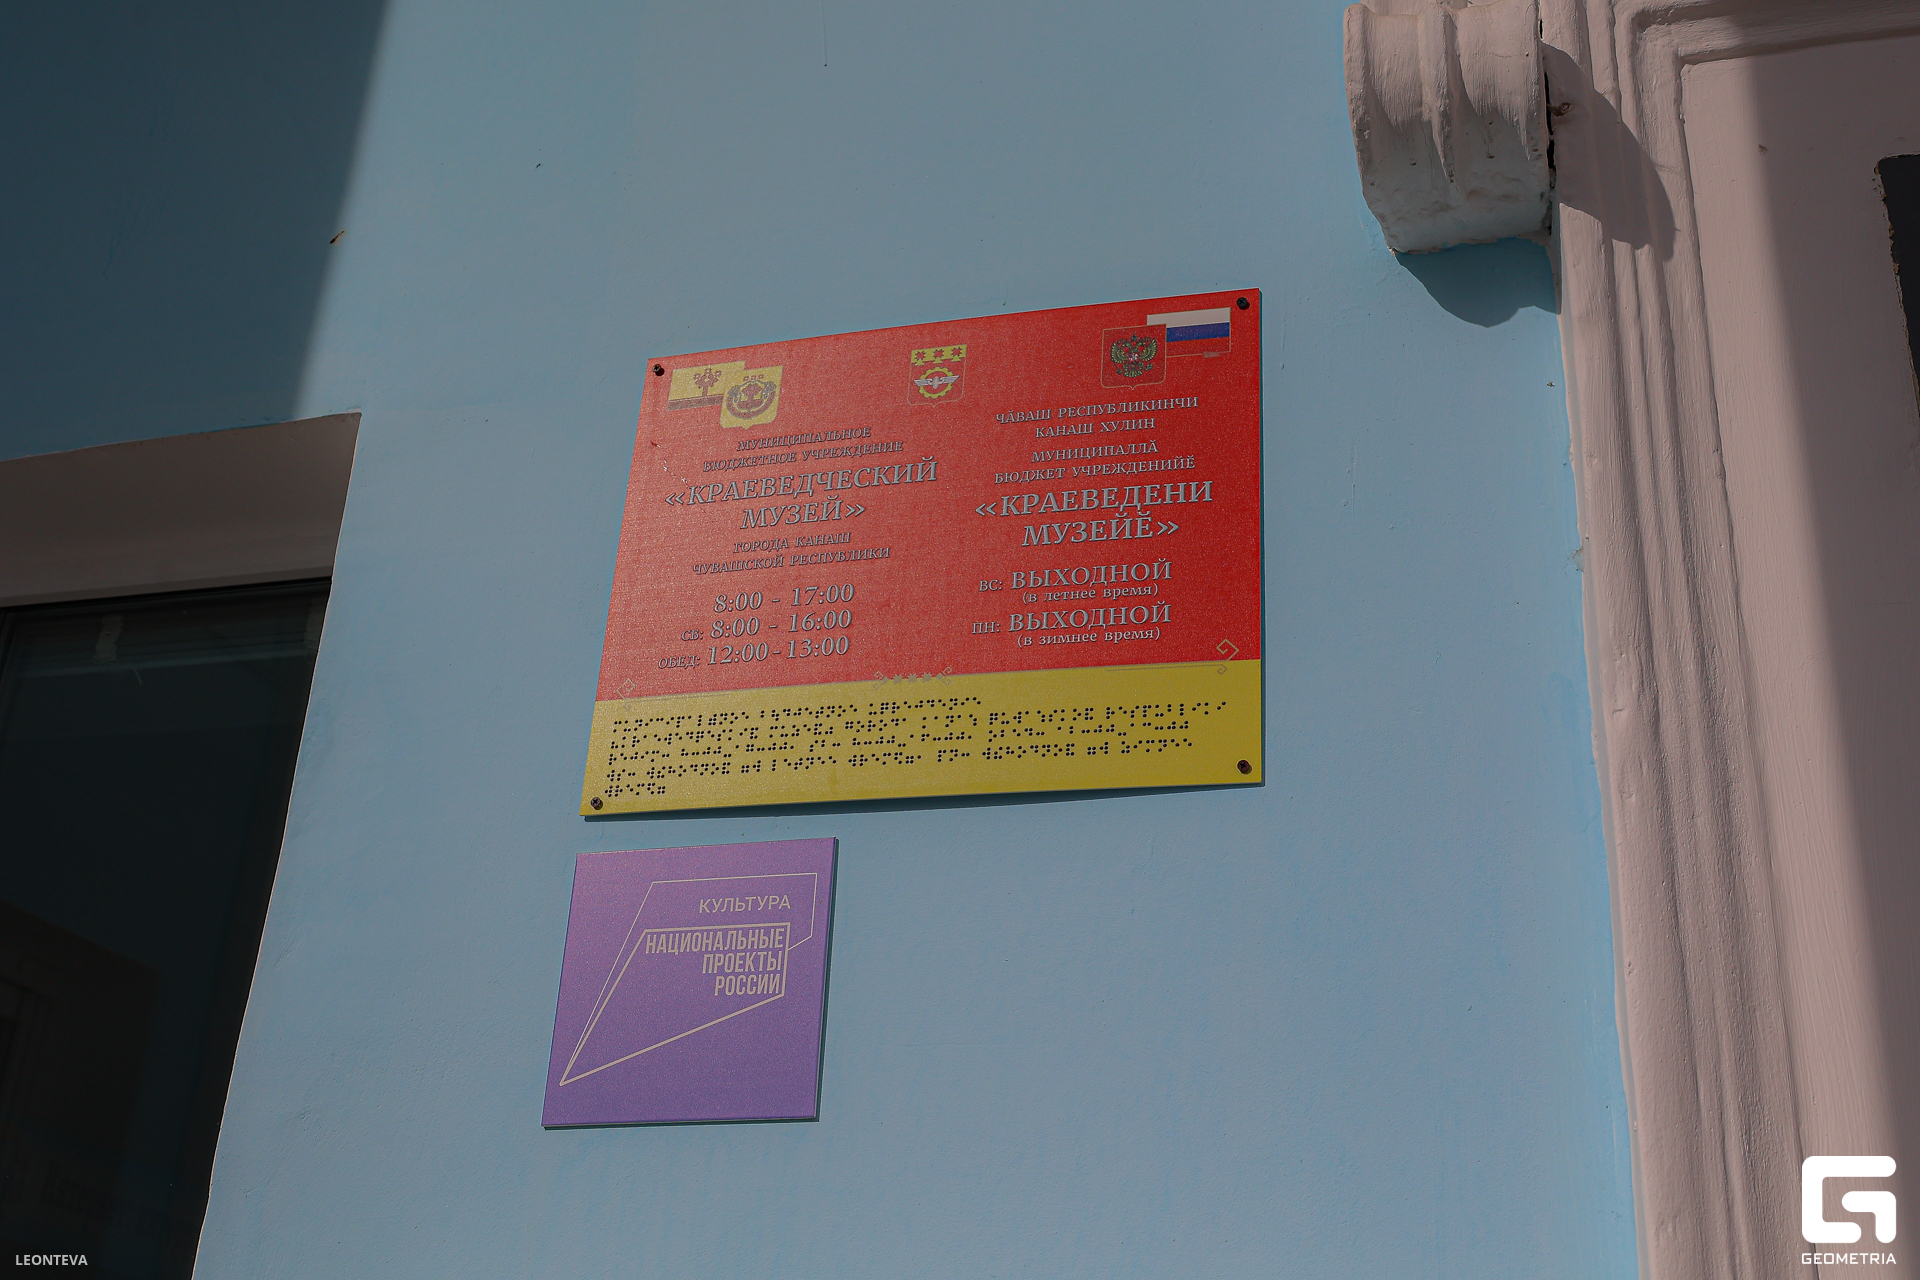 МУНИЦИПАЛЬНОЕ
БЮДЖЕТНОЕ УЧРЕЖДЕНИЕ
«КРАЕВЕДЧЕСКИЙ
МУЗЕЙ»
ГОРОДА КАНАШ
ЧУВАШСКОЙ РЕСПУБЛИКИ
8:00 - 17:00
СБ: 8:00 - 16:00
ОБЕД: 12:00-13:00
ЧӐВАШ РЕСПУБЛИКИНЧИ
КАНАШ ХУЛИН
МУНИЦИПАЛЛӐ
БЮДЖЕТ УЧРЕЖДЕНИЙӖ
«КРАЕВЕДЕНИ
МУЗЕЙӖ»
ВС: ВЫХОДНОЙ
(в летнее время)
ПН: ВЫХОДНОЙ
(в зимнее время)
КУЛЬТУРА
НАЦИОНАЛЬНЫЕ
ПРОЕКТЫ
РОССИИ
LEONTEVA
GEOMETRIA